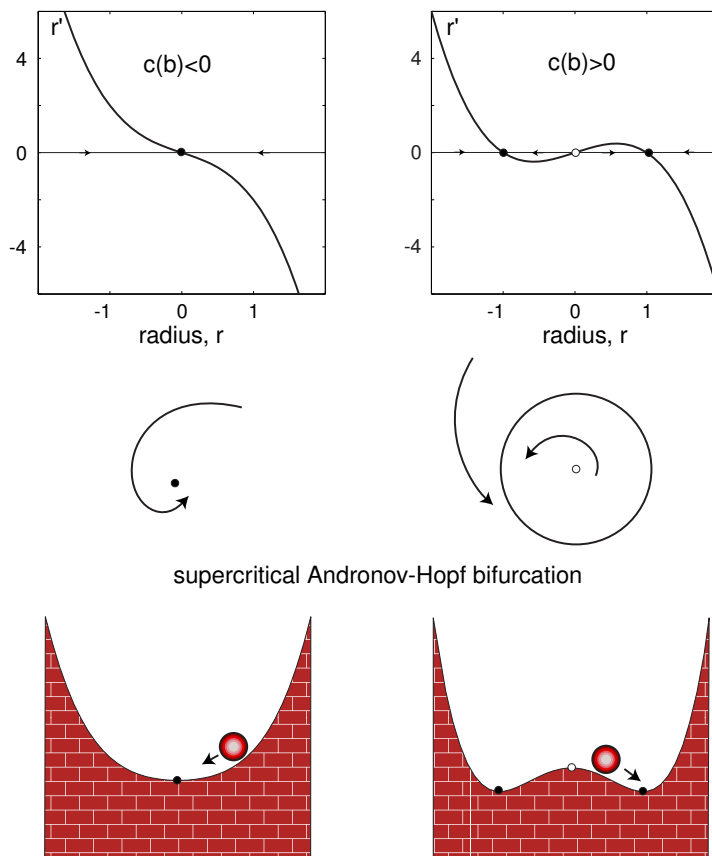 r'
c(b)<0
4
0
-4
-1 0 1
radius, r
r'
c(b)>0
4
0
-4
-1 0 1
radius, r
supercritical Andronov-Hopf bifurcation